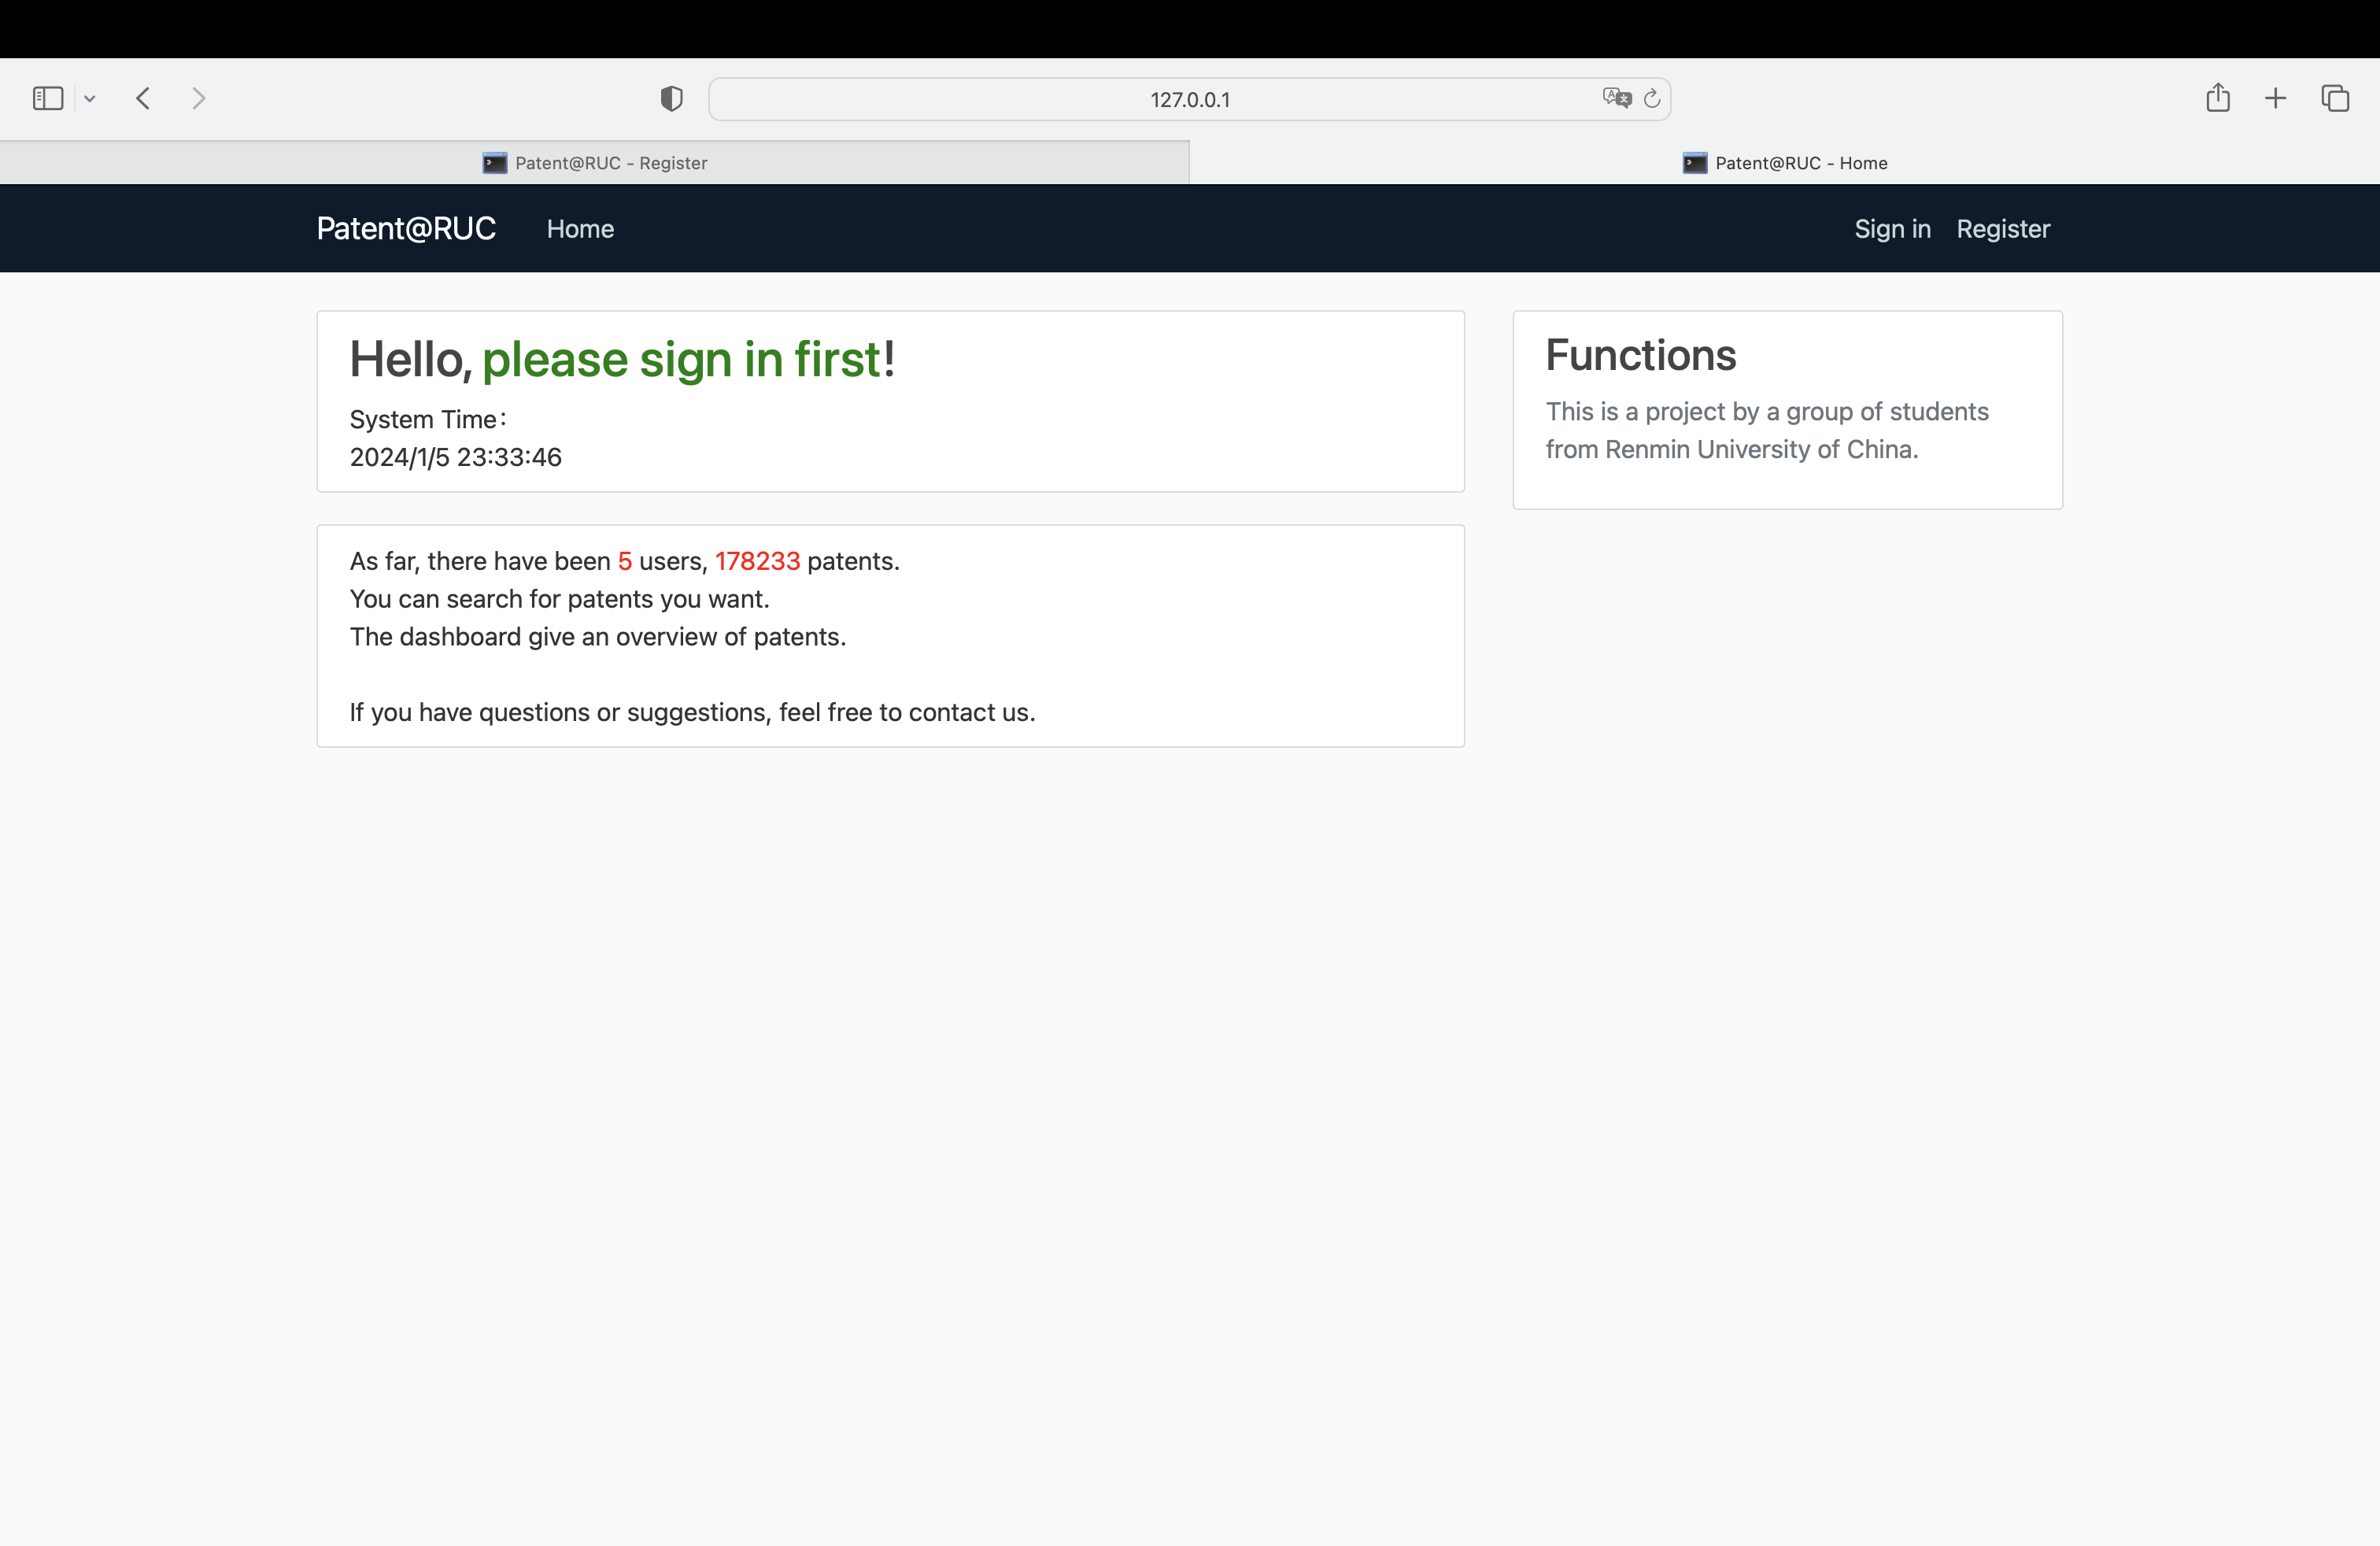 127.0.0.1
Patent@RUC - Register
Patent@RUC - Home
Patent@RUC Home Sign in Register
Hello, please sign in first!
System Time：
2024/1/5 23:33:46
Functions
This is a project by a group of students
from Renmin University of China.
As far, there have been 5 users, 178233 patents.
You can search for patents you want.
The dashboard give an overview of patents.
If you have questions or suggestions, feel free to contact us.